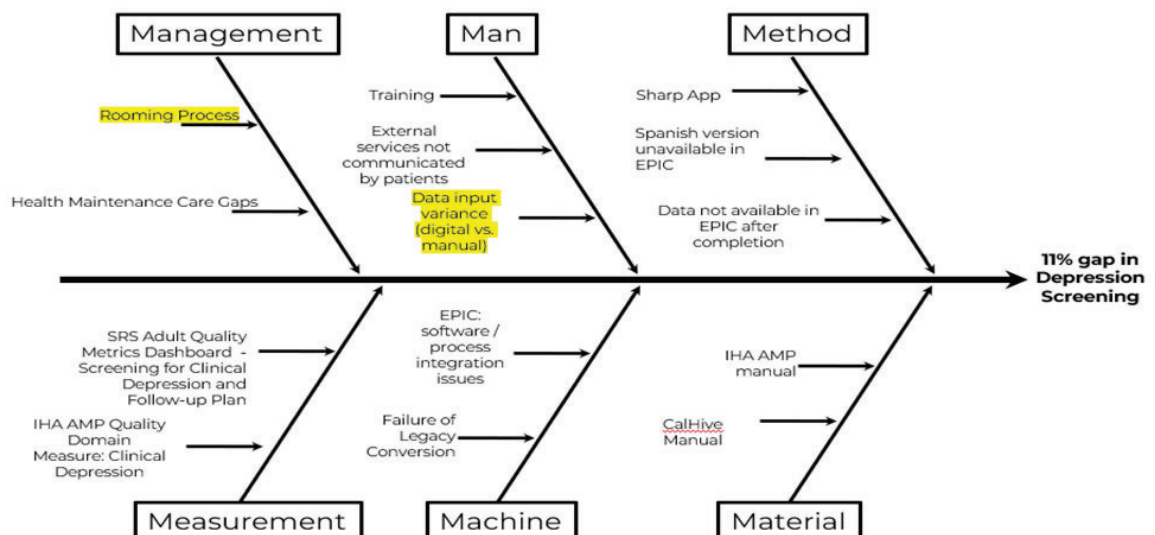 Management
Man
Method
Rooming Process
Health Maintenance Care Gaps
Training
External
services not
communicated
by patients
Data input
variance
(digital vs.
manual)
Sharp App
Spanish version
unavailable in
EPIC
Data not available in
EPIC after
completion
11% gap in
Depression
Screening
SRS Adult Quality
Metrics Dashboard -
Screening for Clinical
Depression and
Follow-up Plan
IHA AMP Quality
Domain
Measure: Clinical
Depression
EPIC:
software /
process
integration
issues
Failure of
Legacy
Conversion
IHA AMP
manual
CalHive
Manual
Measurement
Machine
Material